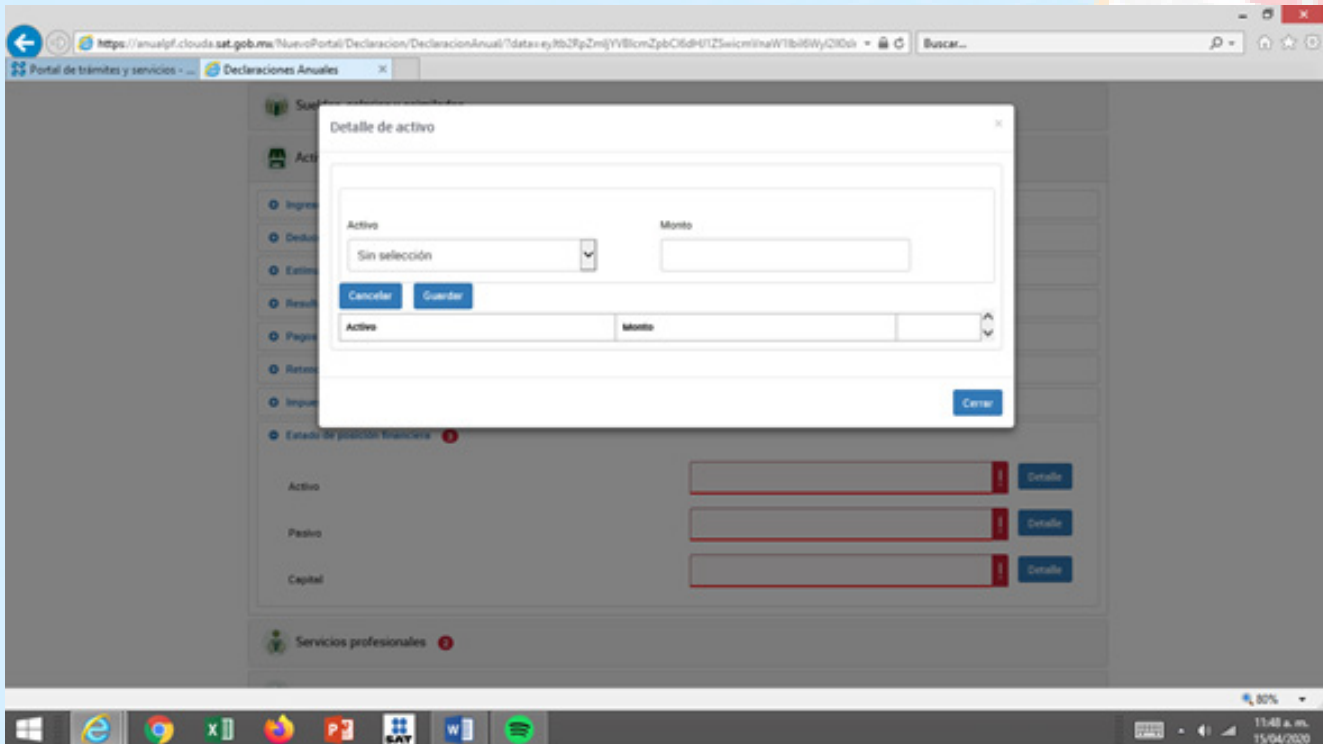 Buscar...
Portal de trámites y servicios - ...
Declaraciones Anuales
Detalle de activo
Activo
Monto
Sin selección
Cancelar
Guardar
Activo
Monto
Cerrar
Estado de posición financiera
Activo
Detalle
Pasivo
Detalle
Capital
Detalle
Servicios profesionales
80%
SAT
11:48 a. m.
15/04/2020